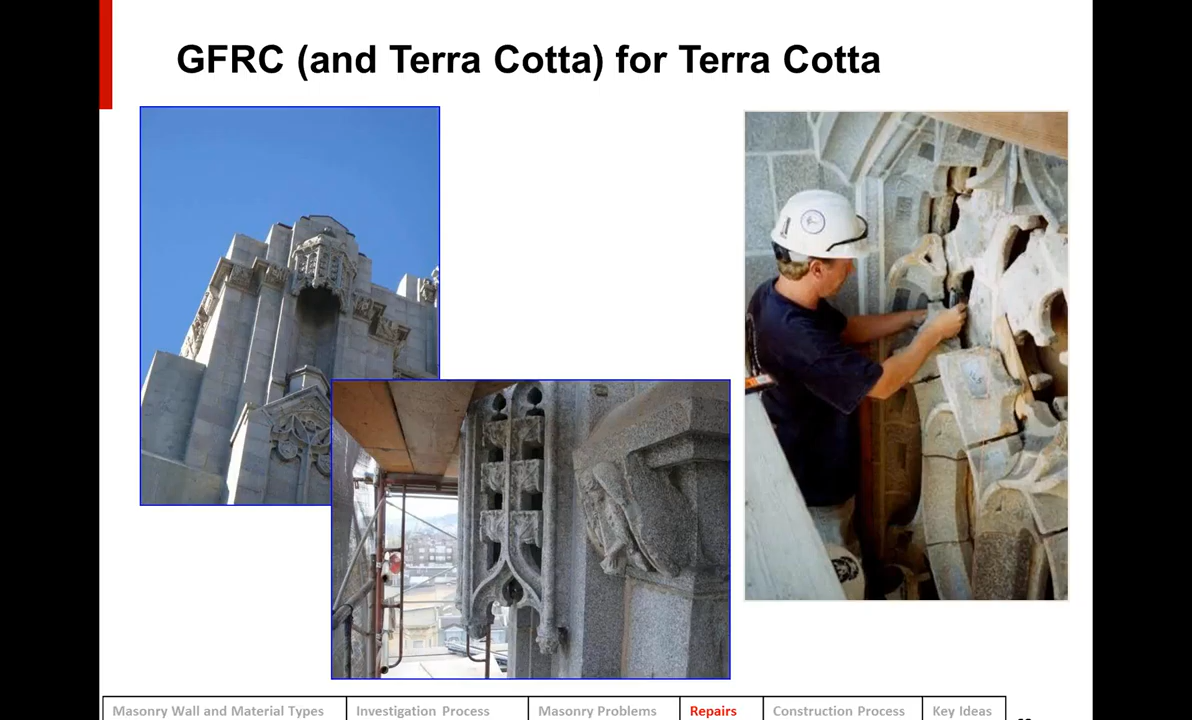 GFRC (and Terra Cotta) for Terra Cotta
Masonry Wall and Material Types
Investigation Process
Masonry Problems
Repairs
Construction Process
Key Ideas